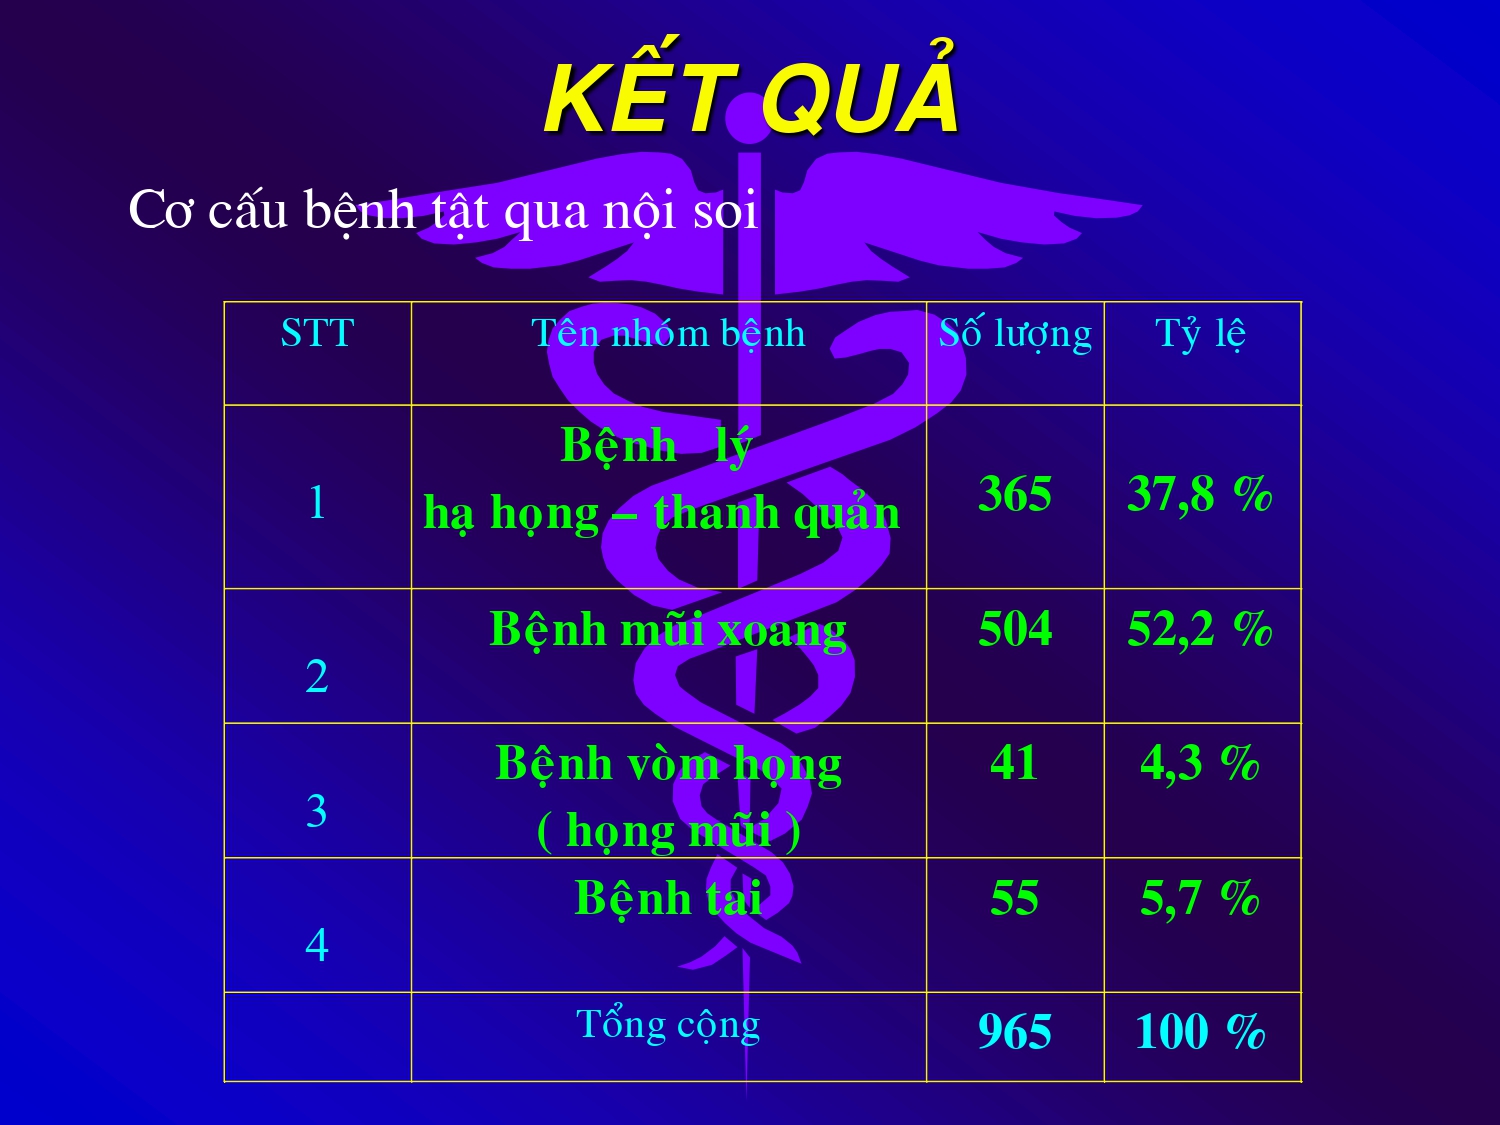 KẾT QUẢ
Cơ cấu bệnh tật qua nội soi
STT Tên nhóm bệnh Số lượng Tỷ lệ
1 Bệnh lý
hạ họng – thanh quản 365 37,8 %
2 Bệnh mũi xoang 504 52,2 %
3 Bệnh vòm họng
( họng mũi ) 41 4,3 %
4 Bệnh tai 55 5,7 %
Tổng cộng 965 100 %